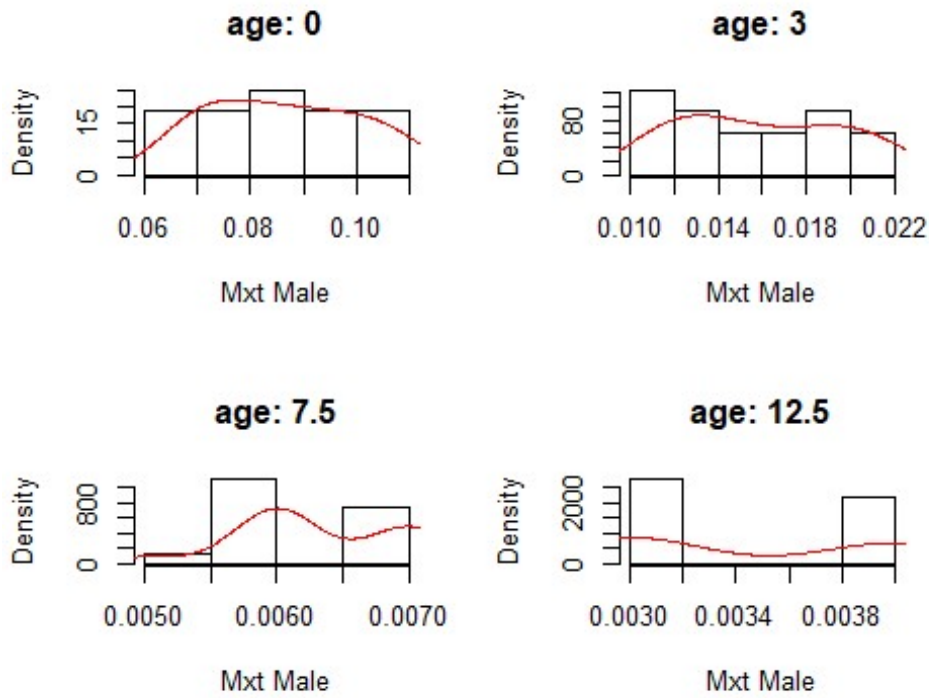 age: 0
Density
0 15
0.06 0.08 0.10
Mxt Male
age: 3
Density
0 80
0.010 0.014 0.018 0.022
Mxt Male
age: 7.5
Density
0 800
0.0050 0.0060 0.0070
Mxt Male
age: 12.5
Density
0 2000
0.0030 0.0034 0.0038
Mxt Male